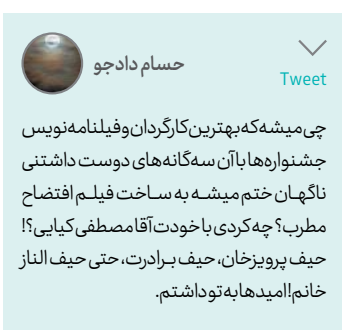 حسام دادجو
Tweet
چی میشه که بهترین کارگردان و فیلنامه نویس
جشنواره ها با آن سه گانه های دوست داشتنی
ناگهان ختم میشه به ساخت فیلم افتضاح
مطرب؟ چه کردی با خودت آقا مصطفی کیایی؟!
حیف پرویزخان، حیف برادرت، حتی حیف الناز
خانم! امیدها به تو داشتم.